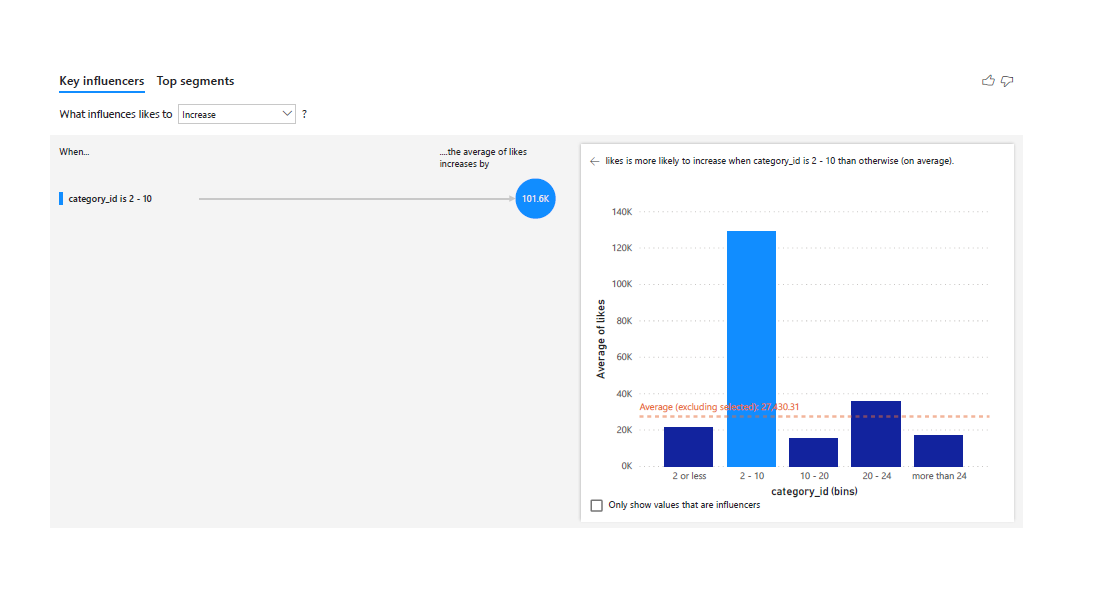 Key influencers Top segments
What influences likes to Increase ?
When...
....the average of likes
increases by
category_id is 2 - 10
101.6K
likes is more likely to increase when category_id is 2 - 10 than otherwise (on average).
140K
120K
100K
80K
60K
40K
20K
0K
Average of likes
Average (excluding selected): 27,430.31
2 or less 2 - 10 10 - 20 20 - 24 more than 24
category_id (bins)
Only show values that are influencers